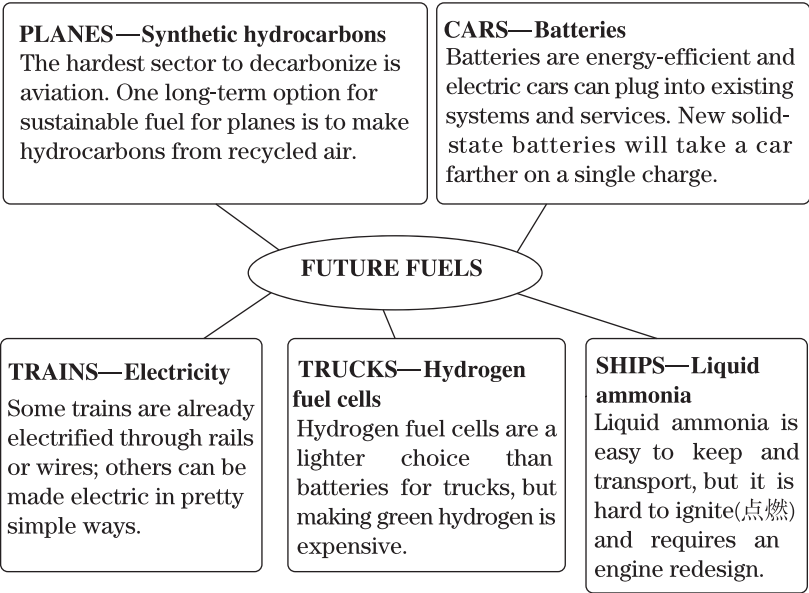 PLANES—Synthetic hydrocarbons
The hardest sector to decarbonize is
aviation. One long-term option for
sustainable fuel for planes is to make
hydrocarbons from recycled air.
CARS—Batteries
Batteries are energy-efficient and
electric cars can plug into existing
systems and services. New solid-
state batteries will take a car
farther on a single charge.
FUTURE FUELS
TRAINS—Electricity
Some trains are already
electrified through rails
or wires; others can be
made electric in pretty
simple ways.
TRUCKS—Hydrogen
fuel cells
Hydrogen fuel cells are a
lighter choice than
batteries for trucks, but
making green hydrogen is
expensive.
SHIPS—Liquid
ammonia
Liquid ammonia is
easy to keep and
transport, but it is
hard to ignite(点燃)
and requires an
engine redesign.